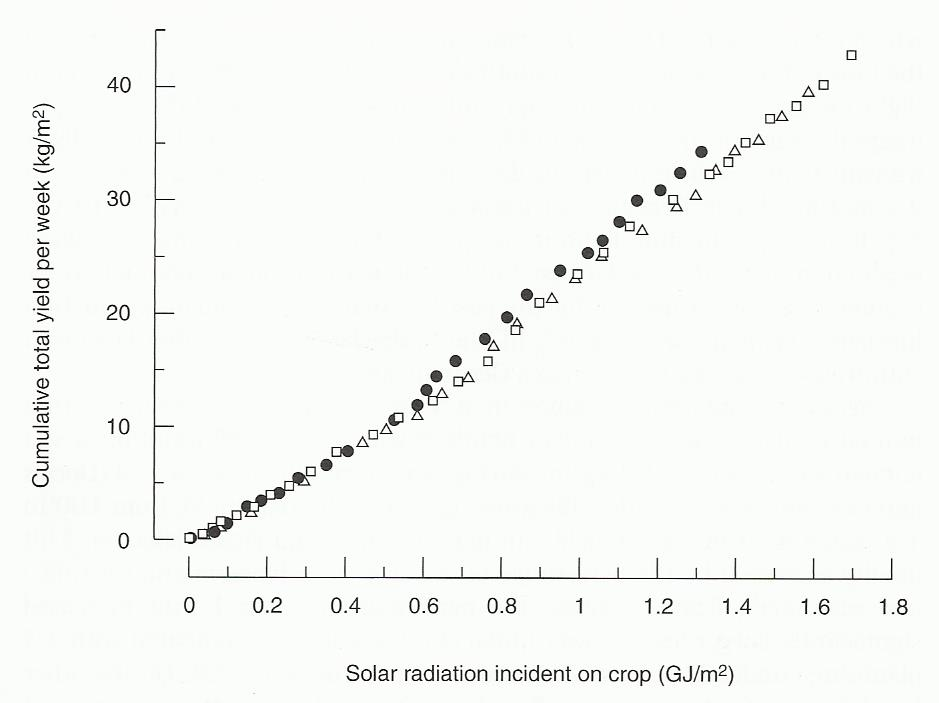 Cumulative total yield per week (kg/m²)
40
30
20
10
0
0 0.2 0.4 0.6 0.8 1.0 1.2 1.4 1.6 1.8
Solar radiation incident on crop (GJ/m²)